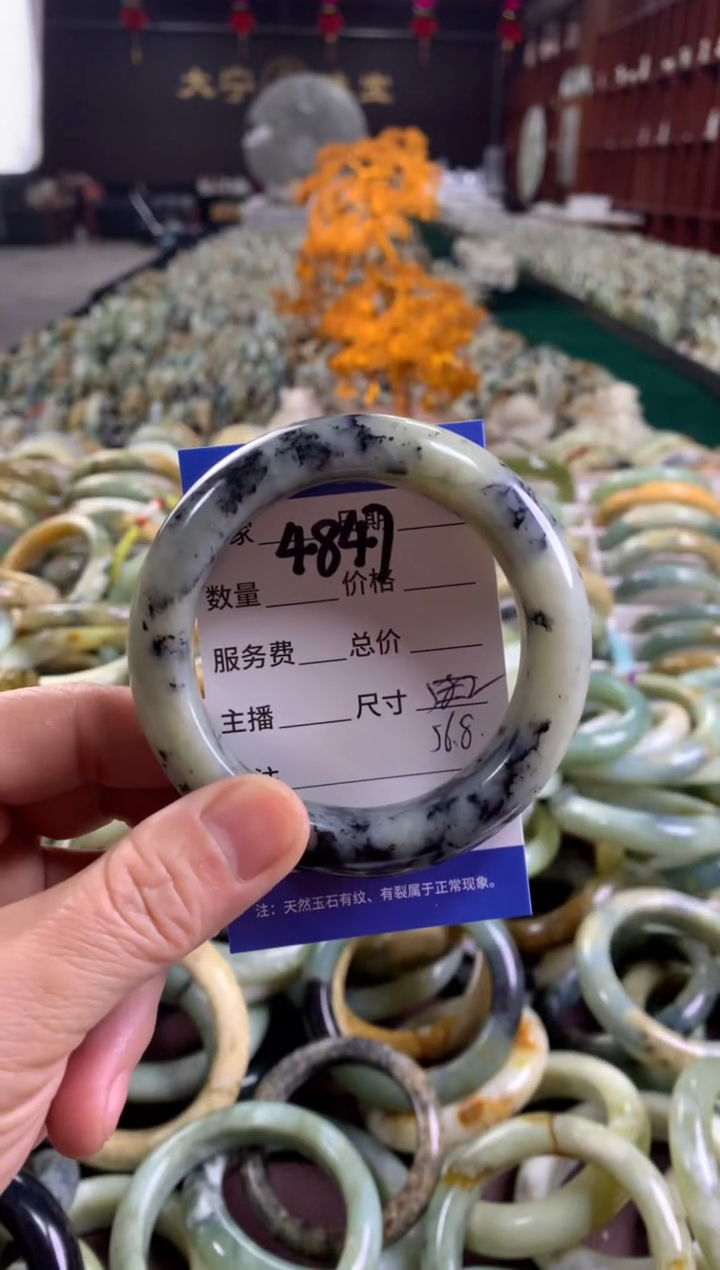 大宁
家 日期
4847
数量 价格
服务费 总价
主播 尺寸
56.8
注
注：天然玉石有纹、有裂属于正常现象。